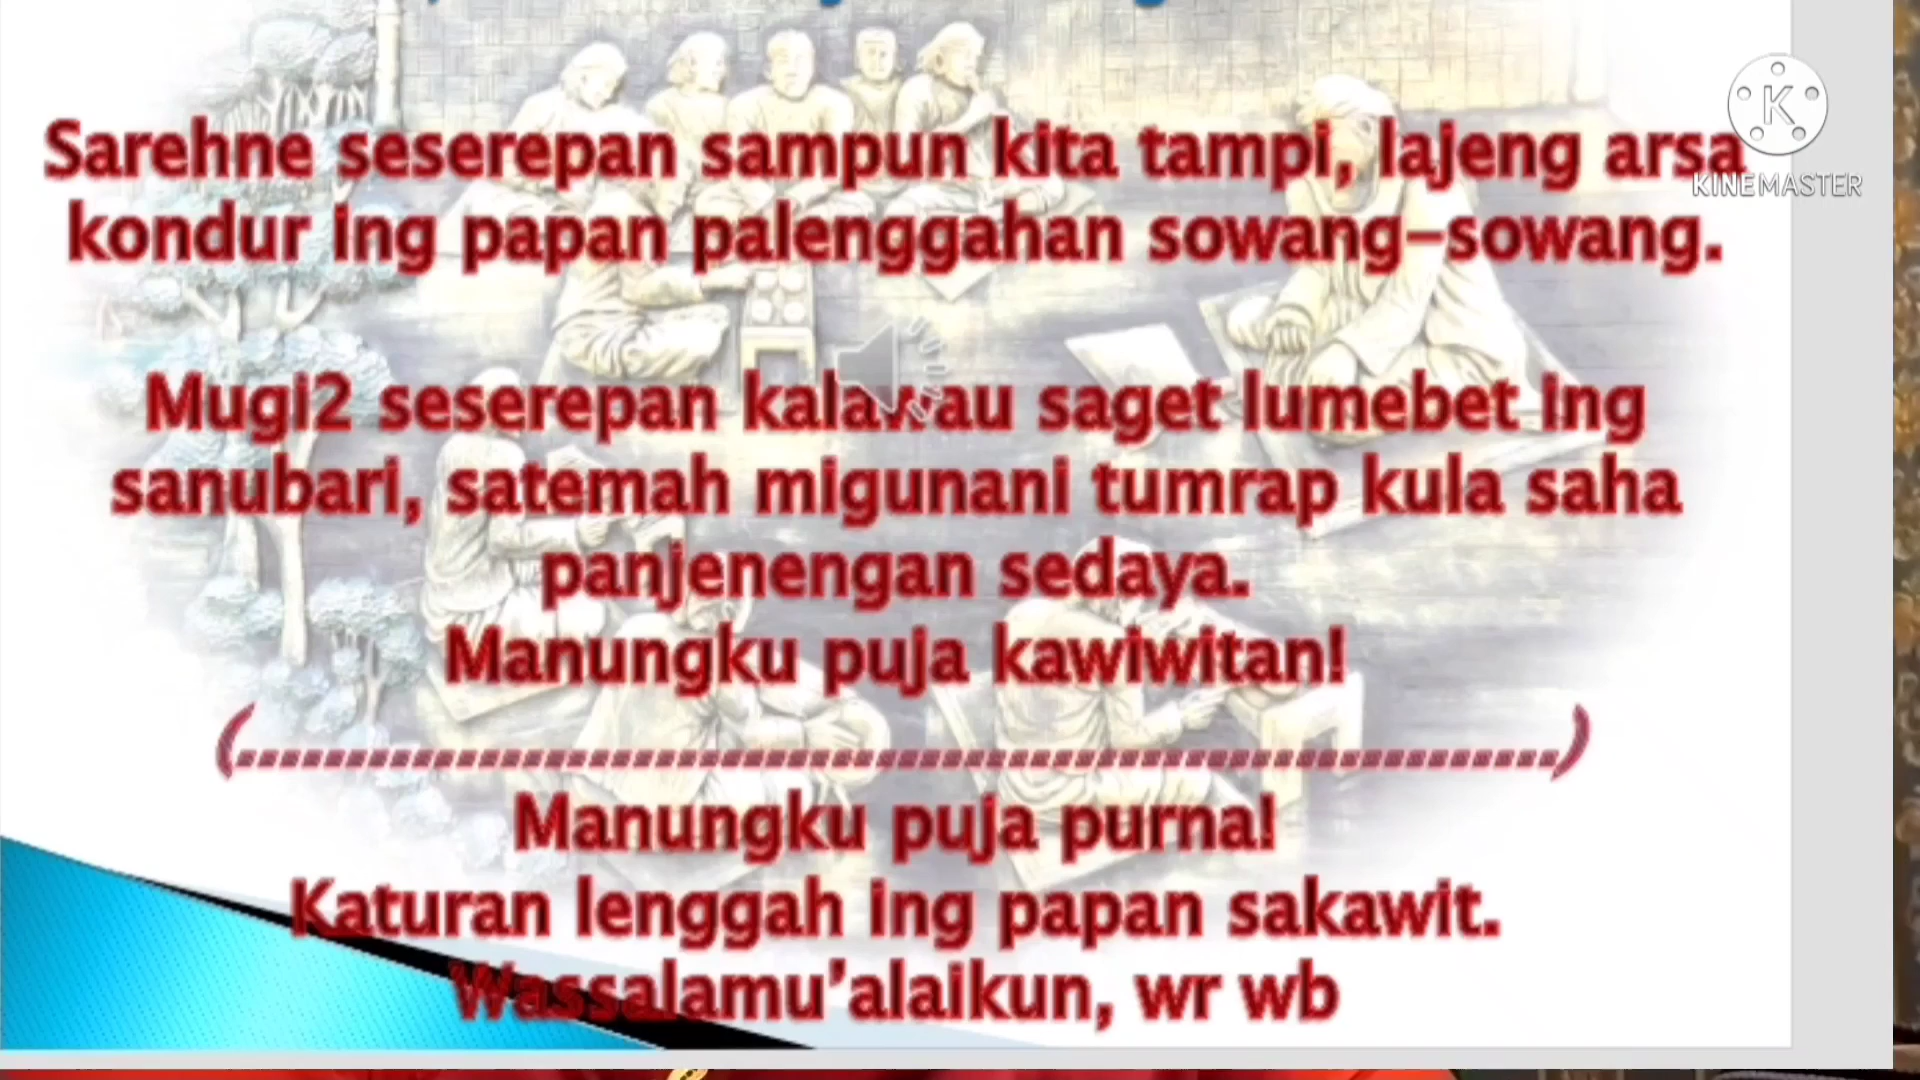 Sarehne seserepan sampun kita tampi, lajeng arsa
kondur ing papan palenggahan sowang-sowang.
KINEMASTER
Mugi2 seserepan kalawau saget lumebet ing
sanubari, satemah migunani tumrap kula saha
panjenengan sedaya.
Manungku puja kawiwitan!
(............................................................)
Manungku puja purna!
Katuran lenggah ing papan sakawit.
Wassalamu'alaikun, wr wb